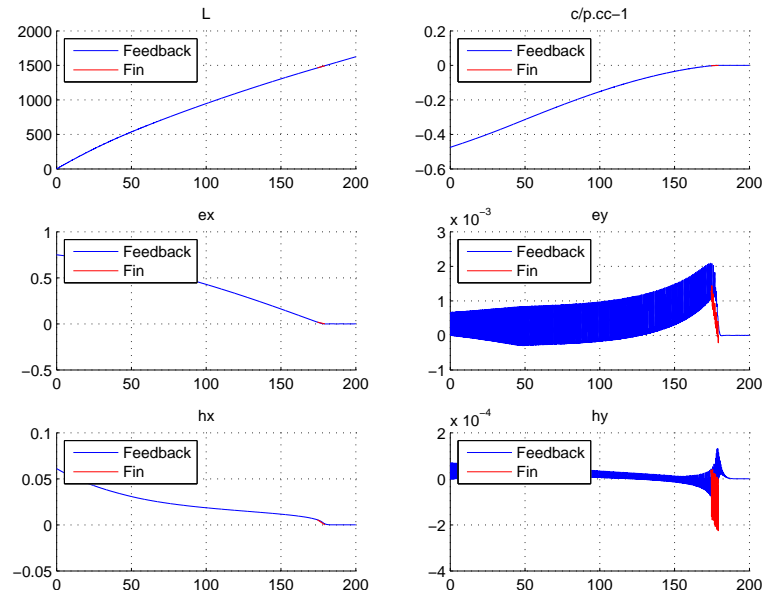 L
2000
1500
1000
500
0
0 50 100 150 200
Feedback
Fin
c/p.cc−1
0.2
0
−0.2
−0.4
−0.6
0 50 100 150 200
Feedback
Fin
ex
1
0.5
0
−0.5
0 50 100 150 200
Feedback
Fin
ey
x 10−3
3
2
1
0
−1
0 50 100 150 200
Feedback
Fin
hx
0.1
0.05
0
−0.05
0 50 100 150 200
Feedback
Fin
hy
x 10−4
2
0
−2
−4
0 50 100 150 200
Feedback
Fin